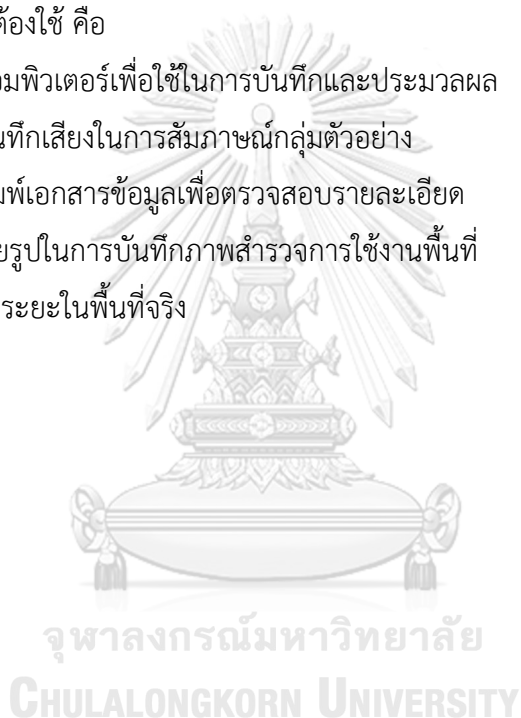 ต้องใช้ คือ
อมพิวเตอร์เพื่อใช้ในการบันทึกและประมวลผล
นทึกเสียงในการสัมภาษณ์กลุ่มตัวอย่าง
มพ์เอกสารข้อมูลเพื่อตรวจสอบรายละเอียด
ยรูปในการบันทึกภาพสำรวจการใช้งานพื้นที่
ระยะในพื้นที่จริง
จุฬาลงกรณ์มหาวิทยาลัย
CHULALONGKORN UNIVERSITY